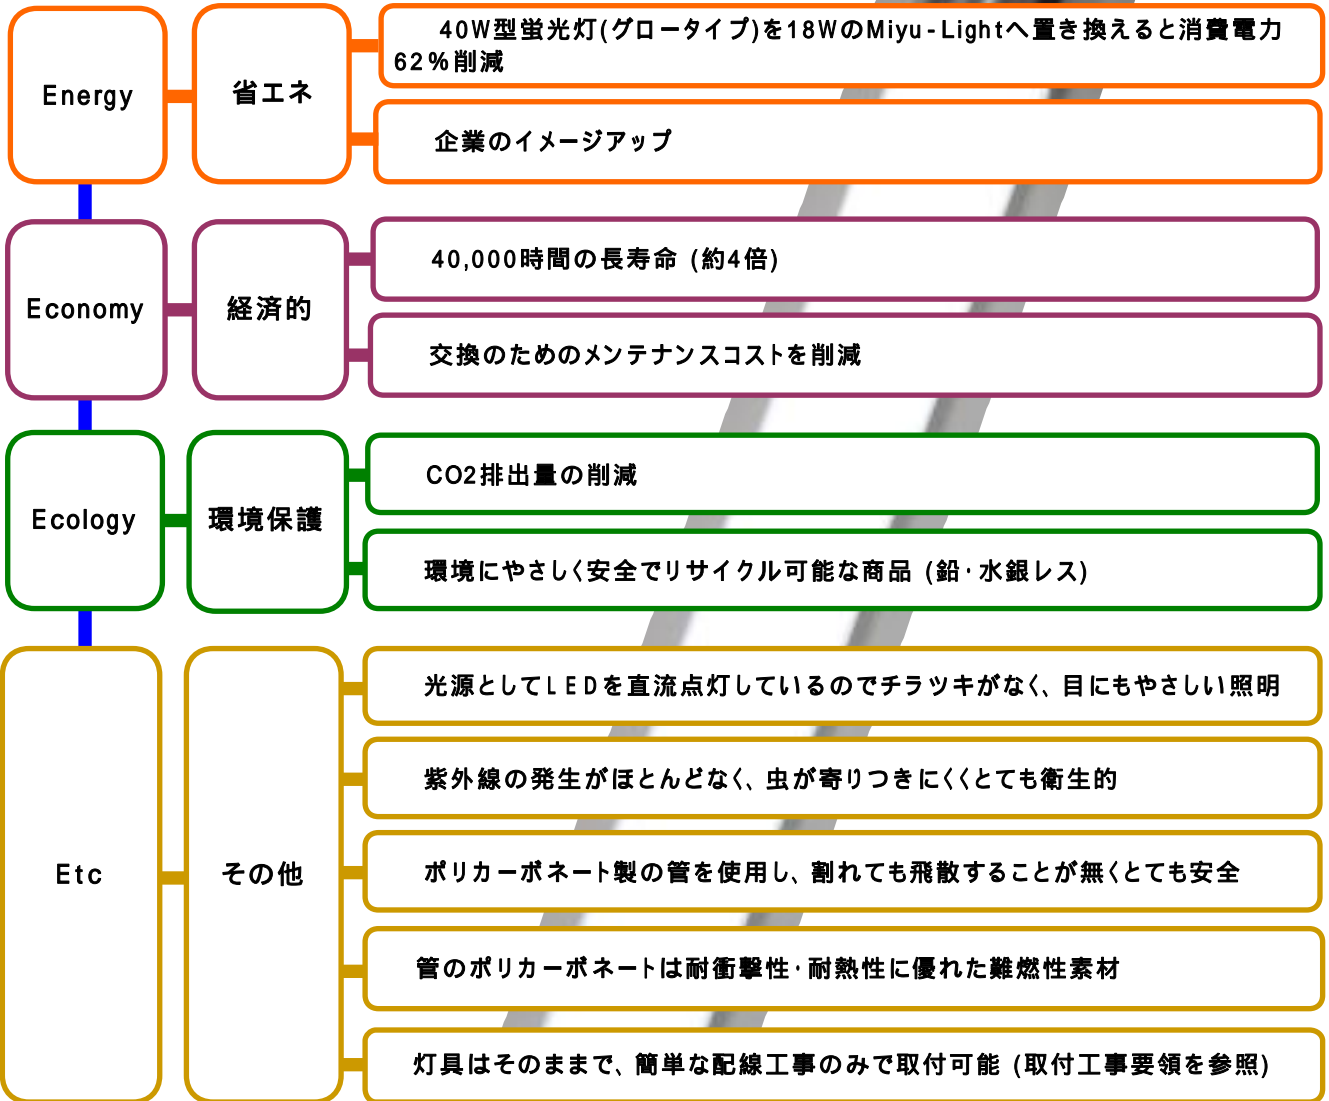 Energy
省エネ
40W型蛍光灯(グロータイプ)を18WのMiyu-Lightへ置き換えると消費電力
62%削減
企業のイメージアップ
Economy
経済的
40,000時間の長寿命 (約4倍)
交換のためのメンテナンスコストを削減
Ecology
環境保護
CO2排出量の削減
環境にやさしく安全でリサイクル可能な商品 (鉛・水銀レス)
Etc
その他
光源としてLEDを直流点灯しているのでチラツキがなく、目にもやさしい照明
紫外線の発生がほとんどなく、虫が寄りつきにくくとても衛生的
ポリカーボネート製の管を使用し、割れても飛散することが無くとても安全
管のポリカーボネートは耐衝撃性・耐熱性に優れた難燃性素材
灯具はそのままで、簡単な配線工事のみで取付可能 (取付工事要領を参照)